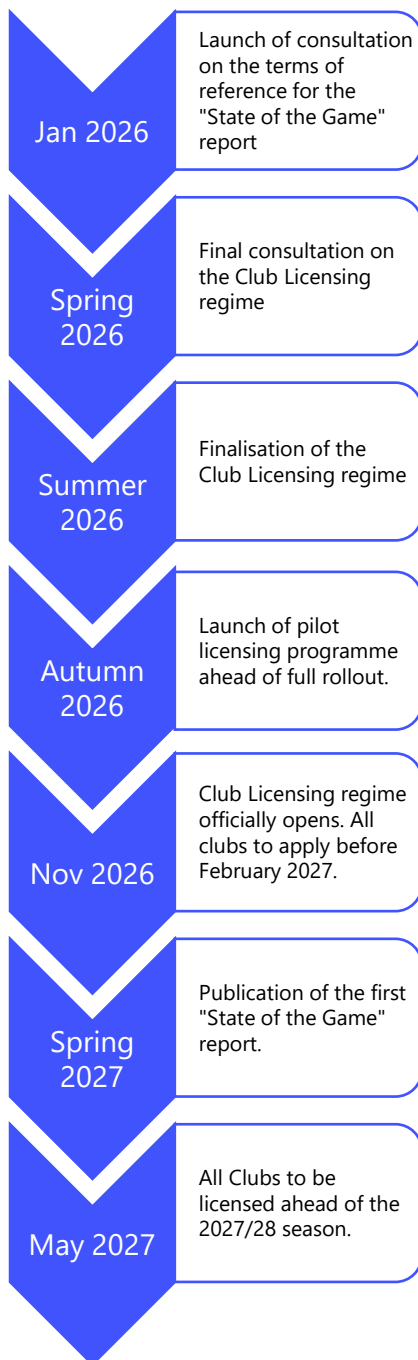 Jan 2026
Launch of consultation
on the terms of
reference for the
"State of the Game"
report
Spring
2026
Final consultation on
the Club Licensing
regime
Summer
2026
Finalisation of the
Club Licensing regime
Autumn
2026
Launch of pilot
licensing programme
ahead of full rollout.
Nov 2026
Club Licensing regime
officially opens. All
clubs to apply before
February 2027.
Spring
2027
Publication of the first
"State of the Game"
report.
May 2027
All Clubs to be
licensed ahead of the
2027/28 season.